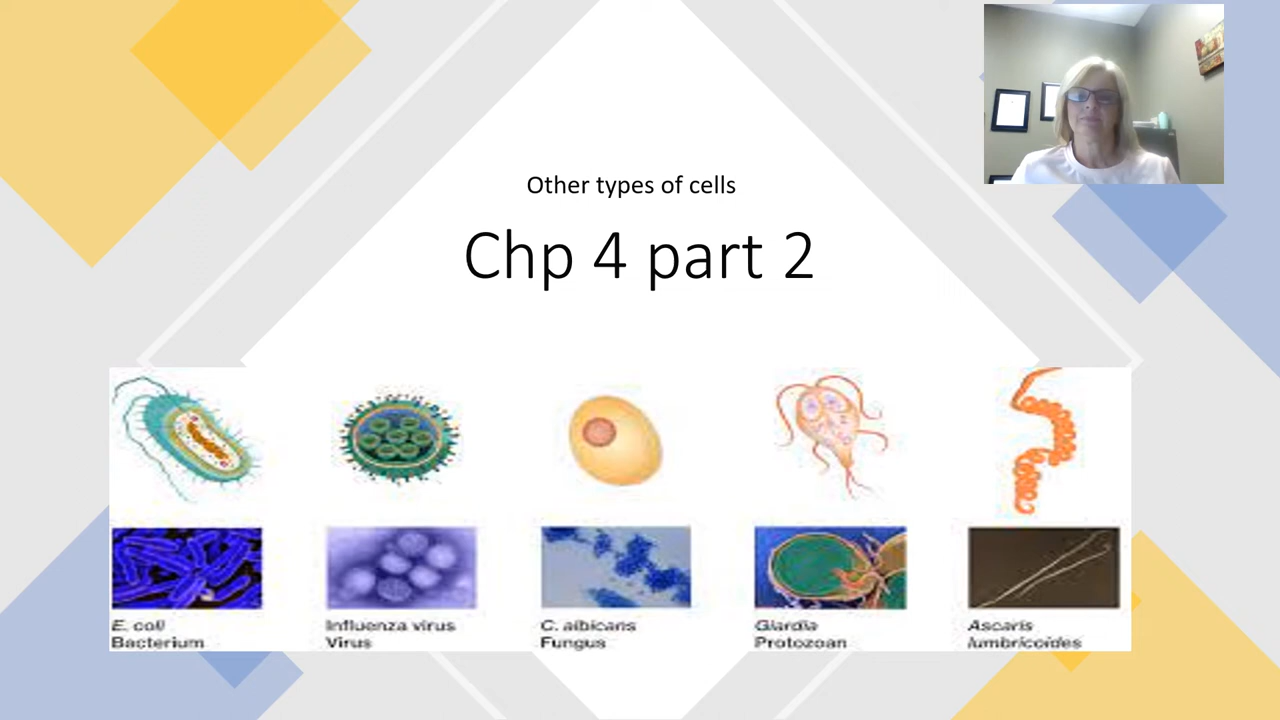 Other types of cells
Chp 4 part 2
E. coli
Bacterium
Influenza virus
Virus
C. albicans
Fungus
Giardia
Protozoan
Ascaris
lumbricoides